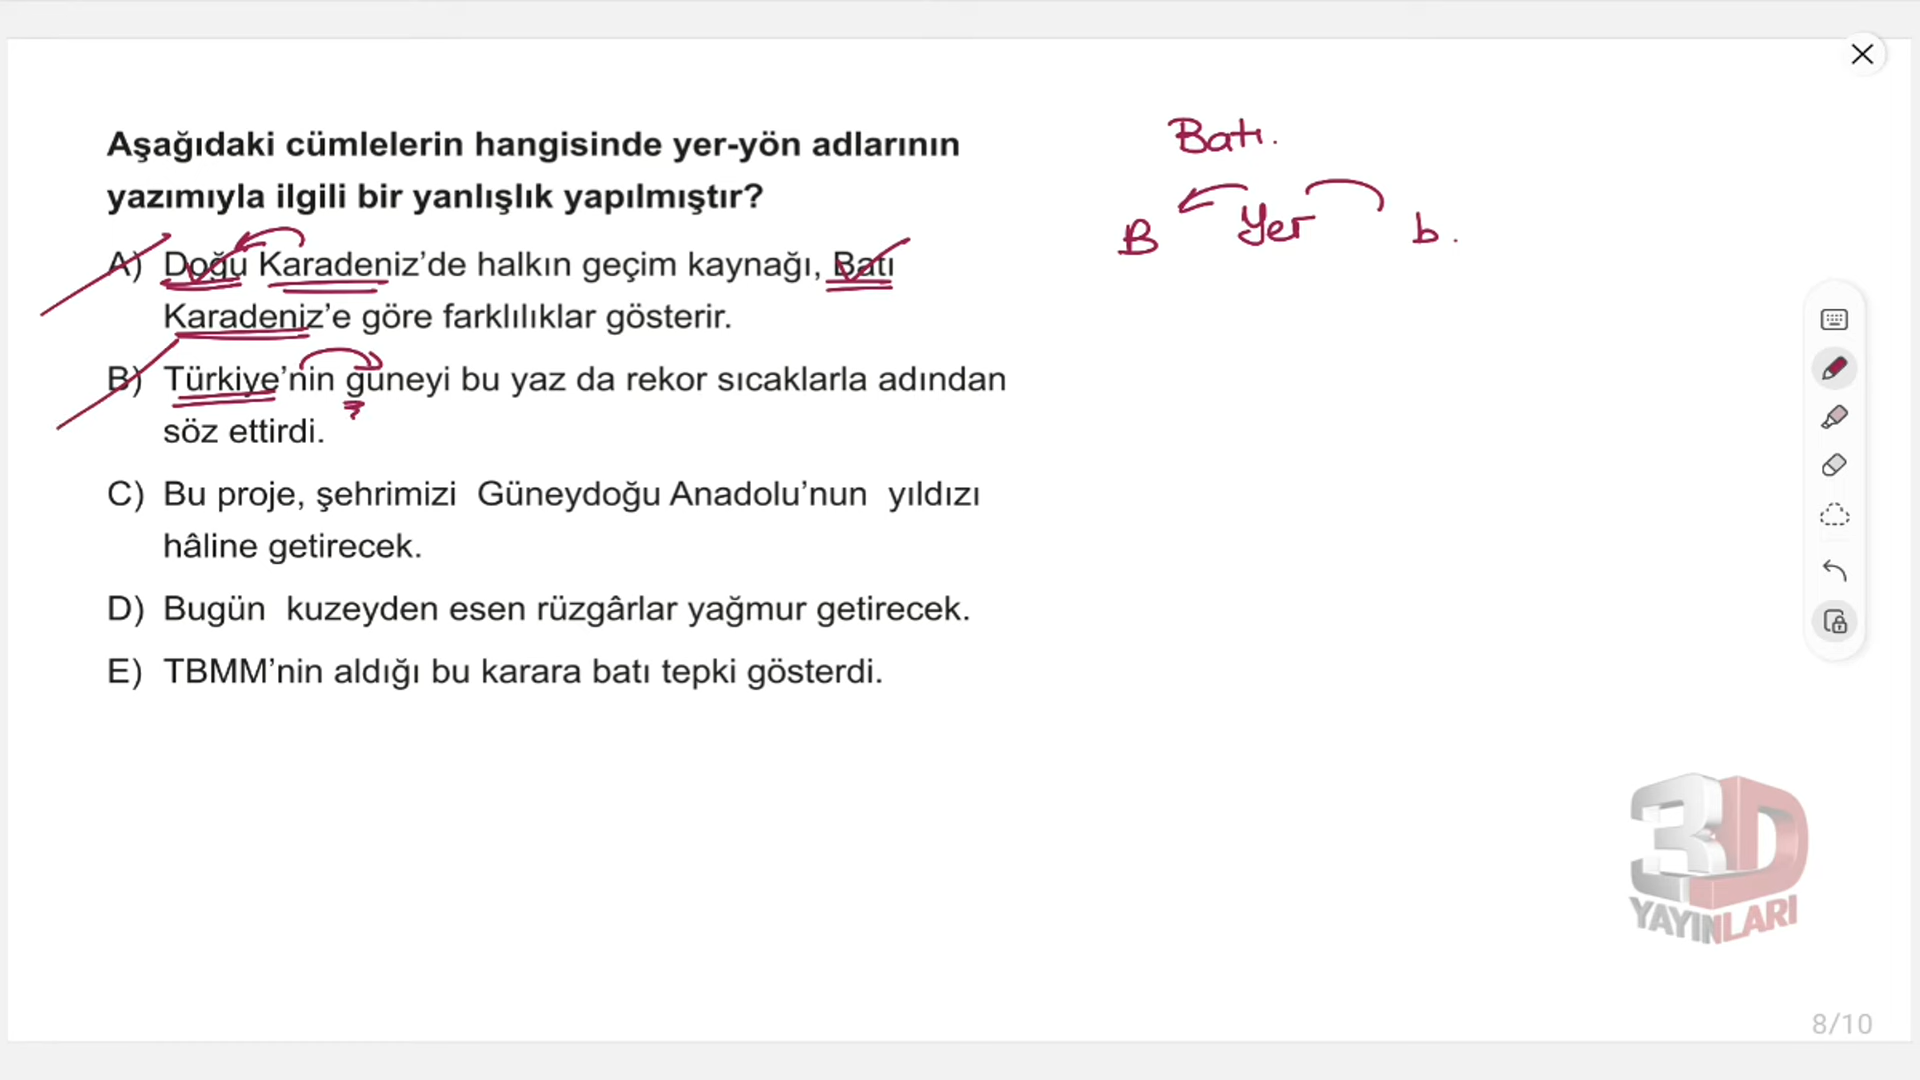 Aşağıdaki cümlelerin hangisinde yer-yön adlarının
yazımıyla ilgili bir yanlışlık yapılmıştır?
A) Doğu Karadeniz’de halkın geçim kaynağı, Batı
Karadeniz’e göre farklılıklar gösterir.
B) Türkiye’nin güneyi bu yaz da rekor sıcaklarla adından
söz ettirdi.
C) Bu proje, şehrimizi Güneydoğu Anadolu’nun yıldızı
hâline getirecek.
D) Bugün kuzeyden esen rüzgârlar yağmur getirecek.
E) TBMM’nin aldığı bu karara batı tepki gösterdi.
Batı.
B Yer b.
3D
YAYINLARI
8/10